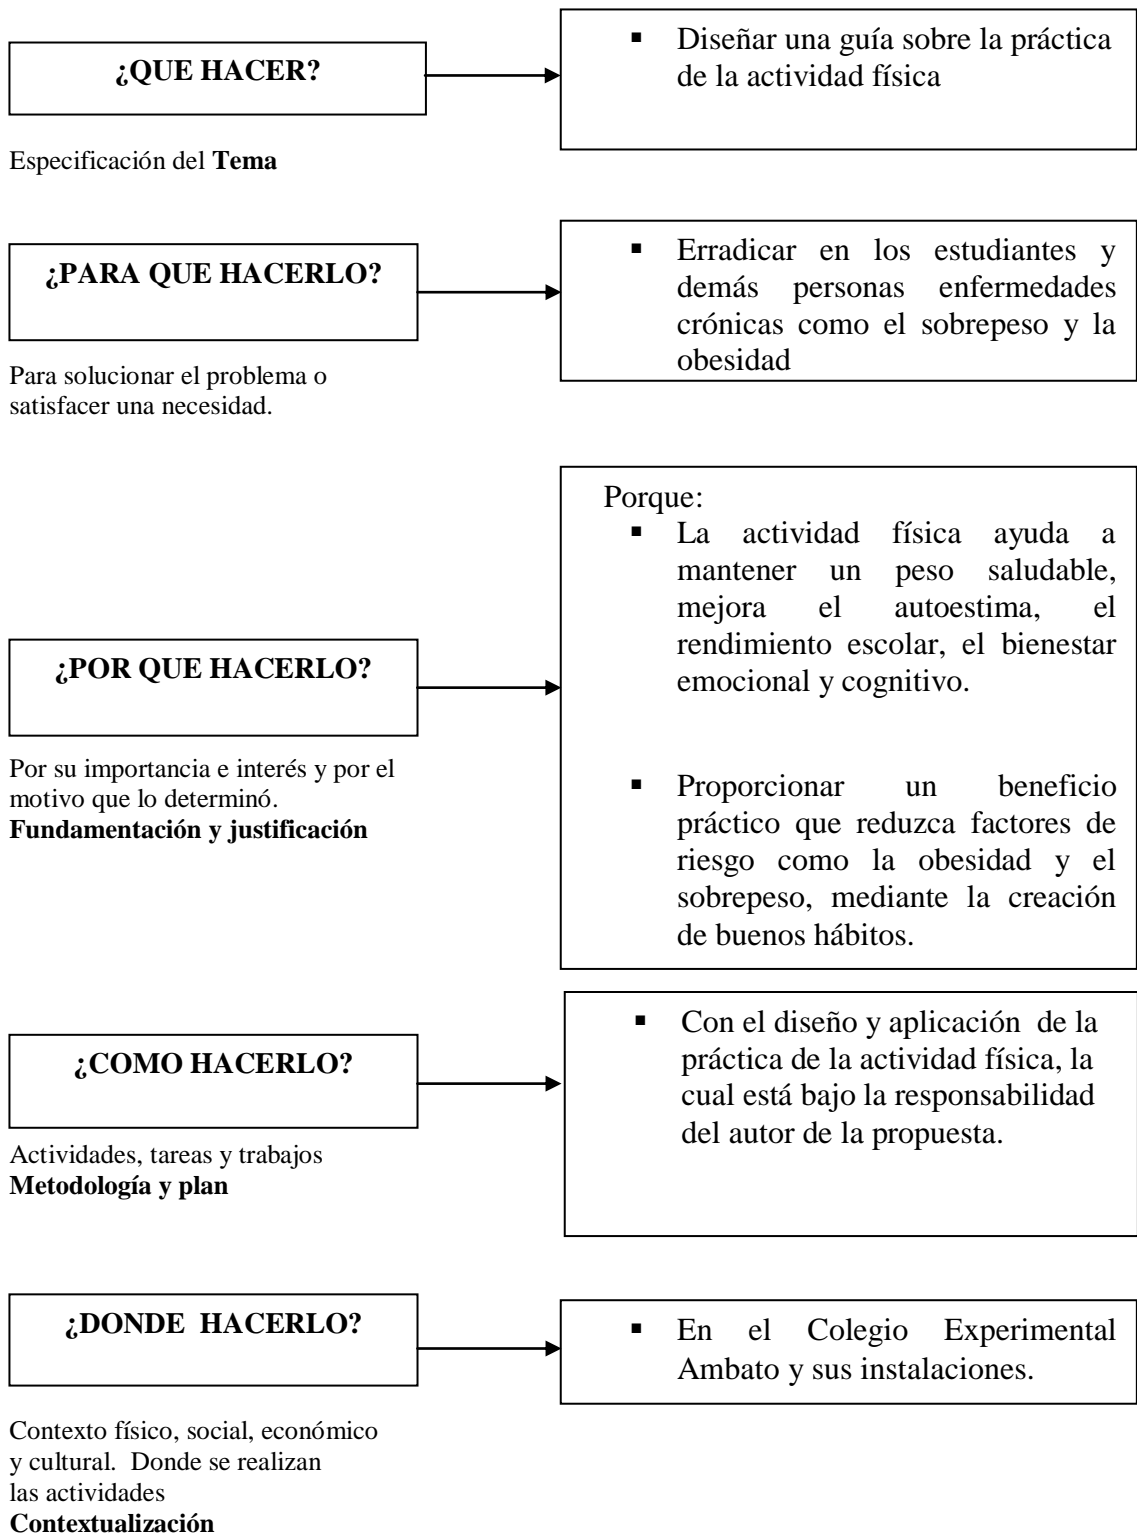 ¿QUE HACER?
▪ Diseñar una guía sobre la práctica
de la actividad física
Especificación del Tema
¿PARA QUE HACERLO?
▪ Erradicar en los estudiantes y
demás personas enfermedades
crónicas como el sobrepeso y la
obesidad
Para solucionar el problema o
satisfacer una necesidad.
¿POR QUE HACERLO?
Porque:
▪ La actividad física ayuda a
mantener un peso saludable,
mejora el autoestima, el
rendimiento escolar, el bienestar
emocional y cognitivo.
▪ Proporcionar un beneficio
práctico que reduzca factores de
riesgo como la obesidad y el
sobrepeso, mediante la creación
de buenos hábitos.
Por su importancia e interés y por el
motivo que lo determinó.
Fundamentación y justificación
¿COMO HACERLO?
▪ Con el diseño y aplicación de la
práctica de la actividad física, la
cual está bajo la responsabilidad
del autor de la propuesta.
Actividades, tareas y trabajos
Metodología y plan
¿DONDE HACERLO?
▪ En el Colegio Experimental
Ambato y sus instalaciones.
Contexto físico, social, económico
y cultural. Donde se realizan
las actividades
Contextualización